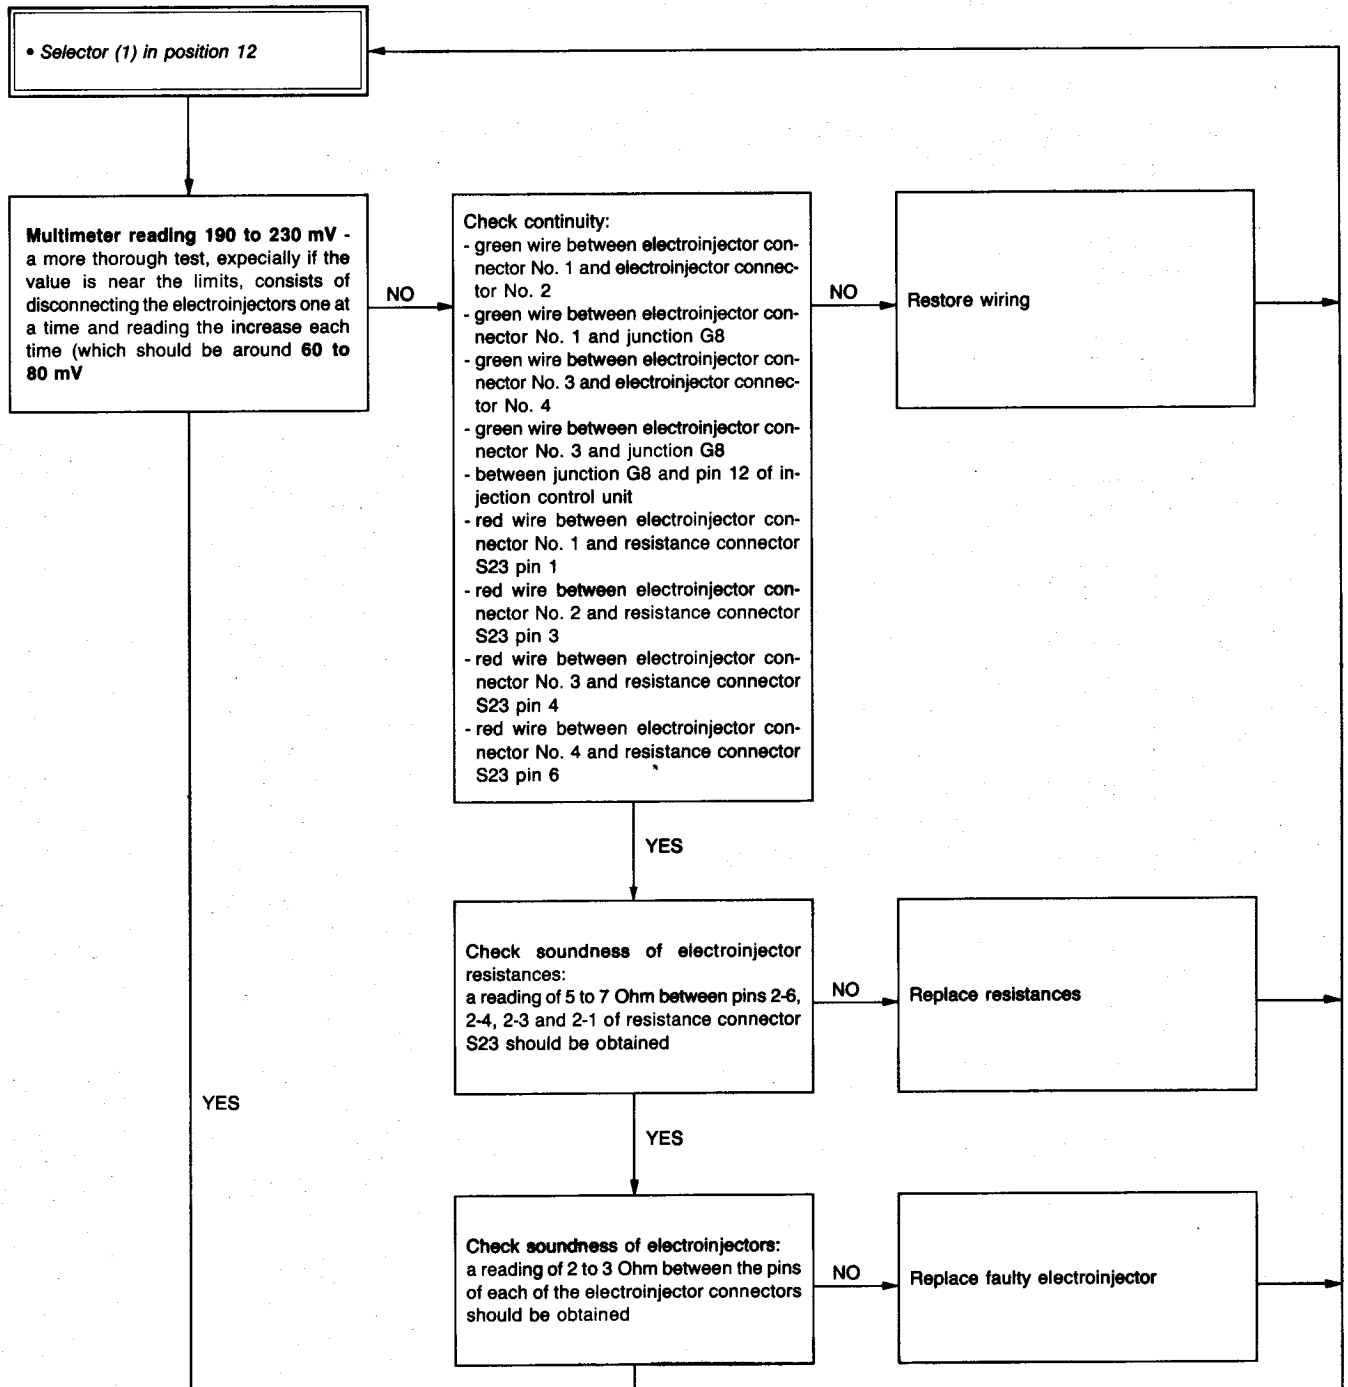 • Selector (1) in position 12
Multimeter reading 190 to 230 mV -
a more thorough test, expecially if the
value is near the limits, consists of
disconnecting the electroinjectors one at
a time and reading the increase each
time (which should be around 60 to
80 mV
NO
Check continuity:
- green wire between electroinjector con-
nector No. 1 and electroinjector connec-
tor No. 2
- green wire between electroinjector con-
nector No. 1 and junction G8
- green wire between electroinjector con-
nector No. 3 and electroinjector connec-
tor No. 4
- green wire between electroinjector con-
nector No. 3 and junction G8
- between junction G8 and pin 12 of in-
jection control unit
- red wire between electroinjector con-
nector No. 1 and resistance connector
S23 pin 1
- red wire between electroinjector con-
nector No. 2 and resistance connector
S23 pin 3
- red wire between electroinjector con-
nector No. 3 and resistance connector
S23 pin 4
- red wire between electroinjector con-
nector No. 4 and resistance connector
S23 pin 6
NO
Restore wiring
YES
Check soundness of electroinjector
resistances:
a reading of 5 to 7 Ohm between pins 2-6,
2-4, 2-3 and 2-1 of resistance connector
S23 should be obtained
NO
Replace resistances
YES
YES
Check soundness of electroinjectors:
a reading of 2 to 3 Ohm between the pins
of each of the electroinjector connectors
should be obtained
NO
Replace faulty electroinjector